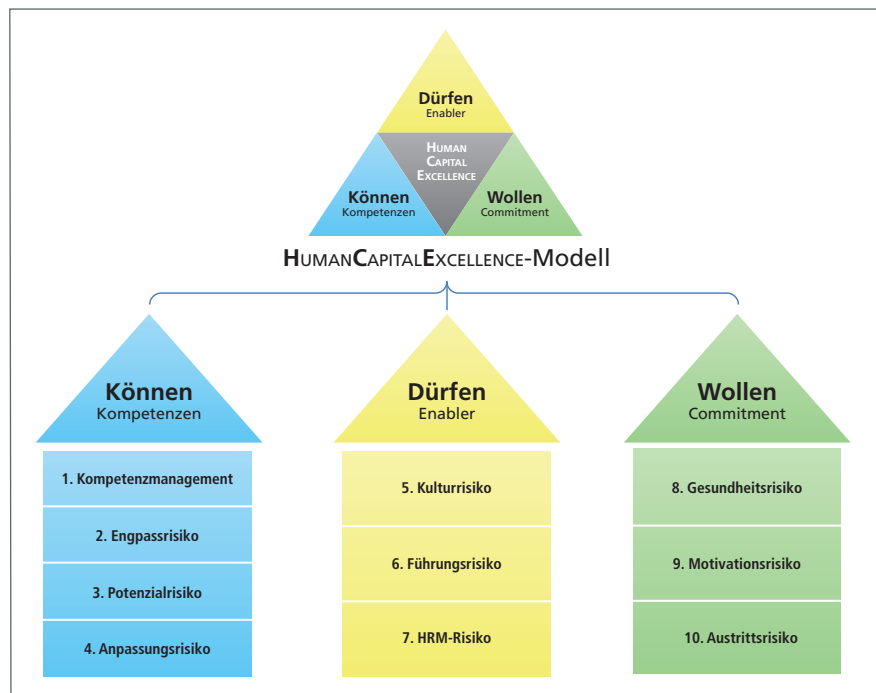 Dürfen
Enabler
HUMAN
CAPITAL
EXCELLENCE
Können
Kompetenzen
Wollen
Commitment
HUMANCAPITALEXCELLENCE-Modell
Können
Kompetenzen
1. Kompetenzmanagement
2. Engpassrisiko
3. Potenzialrisiko
4. Anpassungsrisiko
Dürfen
Enabler
5. Kulturrisiko
6. Führungsrisiko
7. HRM-Risiko
Wollen
Commitment
8. Gesundheitsrisiko
9. Motivationsrisiko
10. Austrittsrisiko